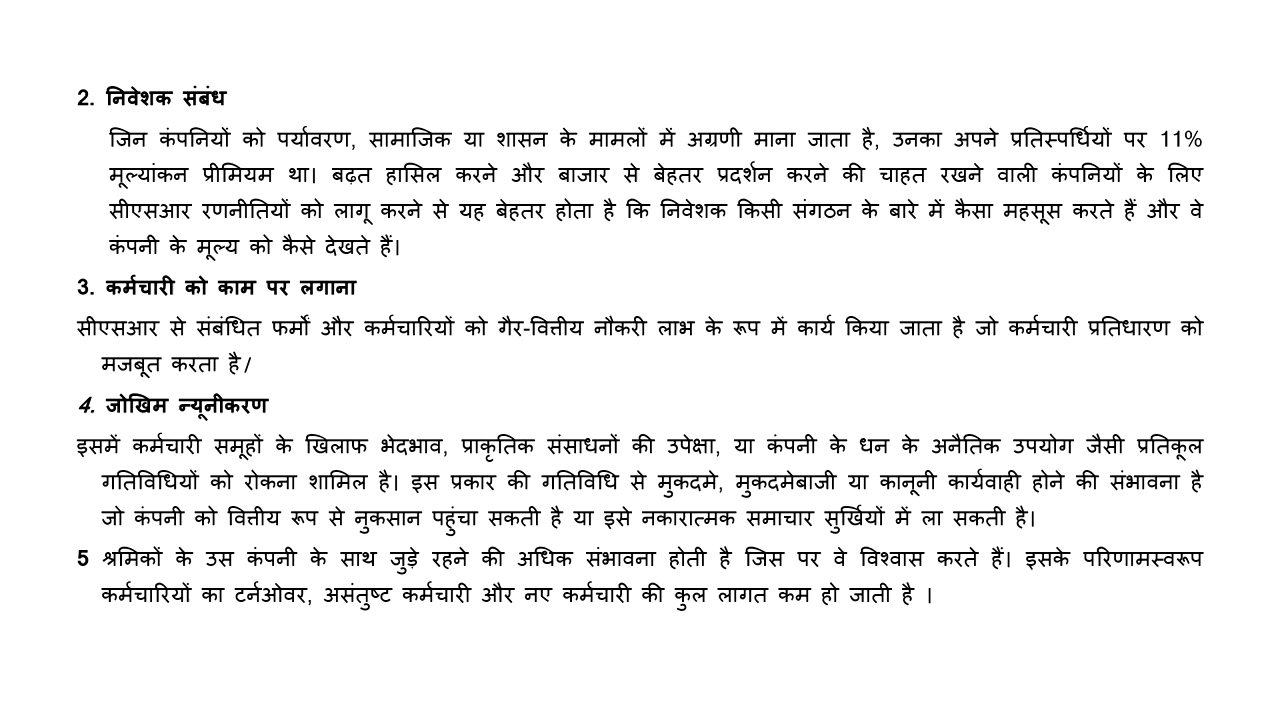 2. निवेशक संबंध
जिन कंपनियों को पर्यावरण, सामाजिक या शासन के मामलों में अग्रणी माना जाता है, उनका अपने प्रतिस्पर्धियों पर 11%
मूल्यांकन प्रीमियम था। बढ़त हासिल करने और बाजार से बेहतर प्रदर्शन करने की चाहत रखने वाली कंपनियों के लिए
सीएसआर रणनीतियों को लागू करने से यह बेहतर होता है कि निवेशक किसी संगठन के बारे में कैसा महसूस करते हैं और वे
कंपनी के मूल्य को कैसे देखते हैं।
3. कर्मचारी को काम पर लगाना
सीएसआर से संबंधित फर्मों और कर्मचारियों को गैर-वित्तीय नौकरी लाभ के रूप में कार्य किया जाता है जो कर्मचारी प्रतिधारण को
मजबूत करता है/
4. जोखिम न्यूनीकरण
इसमें कर्मचारी समूहों के खिलाफ भेदभाव, प्राकृतिक संसाधनों की उपेक्षा, या कंपनी के धन के अनैतिक उपयोग जैसी प्रतिकूल
गतिविधियों को रोकना शामिल है। इस प्रकार की गतिविधि से मुकदमे, मुकदमेबाजी या कानूनी कार्यवाही होने की संभावना है
जो कंपनी को वित्तीय रूप से नुकसान पहुंचा सकती है या इसे नकारात्मक समाचार सुर्खियों में ला सकती है।
5 श्रमिकों के उस कंपनी के साथ जुड़े रहने की अधिक संभावना होती है जिस पर वे विश्वास करते हैं। इसके परिणामस्वरूप
कर्मचारियों का टर्नओवर, असंतुष्ट कर्मचारी और नए कर्मचारी की कुल लागत कम हो जाती है ।